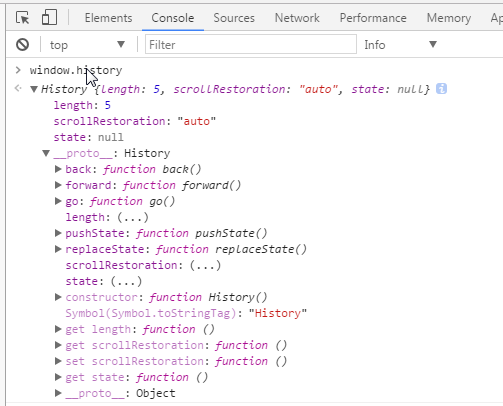 Elements Console Sources Network Performance Memory Ap
top Filter Info
window.history
History {length: 5, scrollRestoration: "auto", state: null}
length: 5
scrollRestoration: "auto"
state: null
__proto__: History
back: function back()
forward: function forward()
go: function go()
length: (...)
pushState: function pushState()
replaceState: function replaceState()
scrollRestoration: (...)
state: (...)
constructor: function History()
Symbol(Symbol.toStringTag): "History"
get length: function ()
get scrollRestoration: function ()
set scrollRestoration: function ()
get state: function ()
__proto__: Object